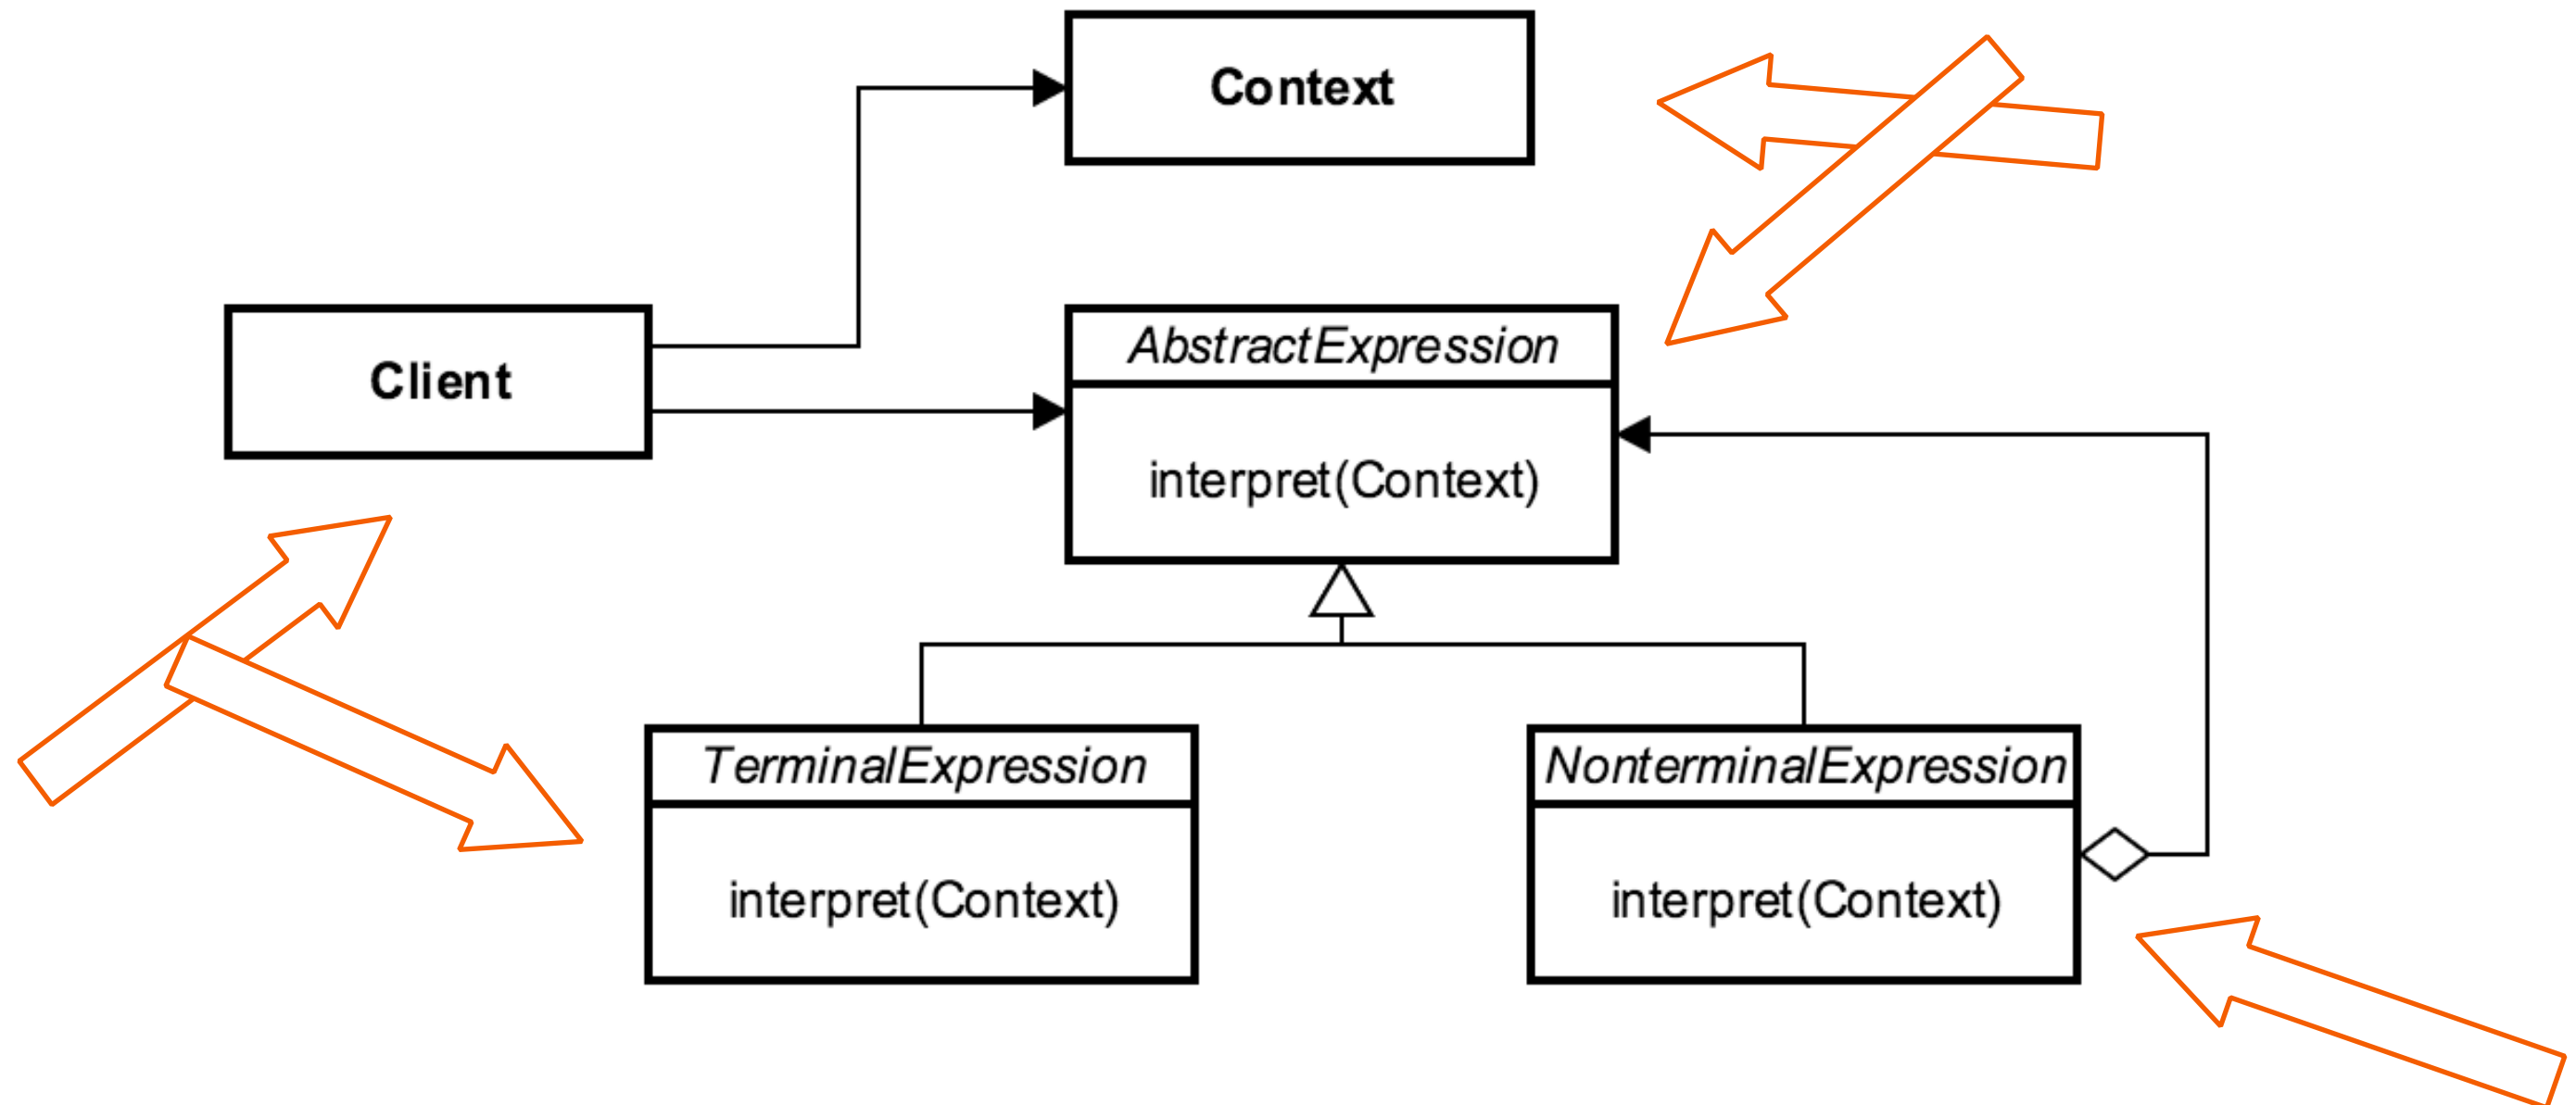 Context
Client
AbstractExpression
interpret(Context)
TerminalExpression
interpret(Context)
NonterminalExpression
interpret(Context)